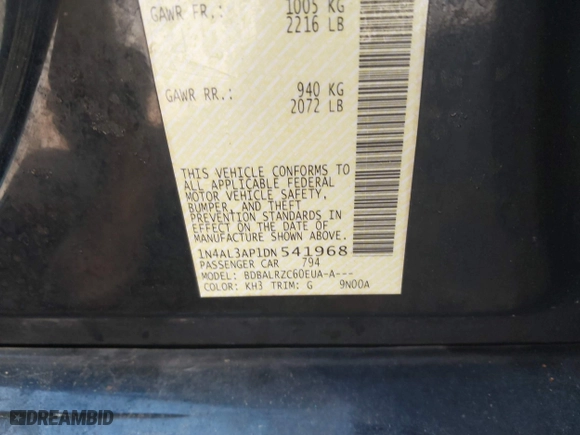 GAWR FR.: 1005 KG
2216 LB
GAWR RR.: 940 KG
2072 LB
THIS VEHICLE CONFORMS TO
ALL APPLICABLE FEDERAL
MOTOR VEHICLE SAFETY,
BUMPER, AND THEFT
PREVENTION STANDARDS IN
EFFECT ON THE DATE OF
MANUFACTURE SHOWN ABOVE.
1N4AL3AP1DN 541968
PASSENGER CAR 794
MODEL: BDBALRZC60EUA-A---
COLOR: KH3 TRIM: G 9N00A
DREAMBID